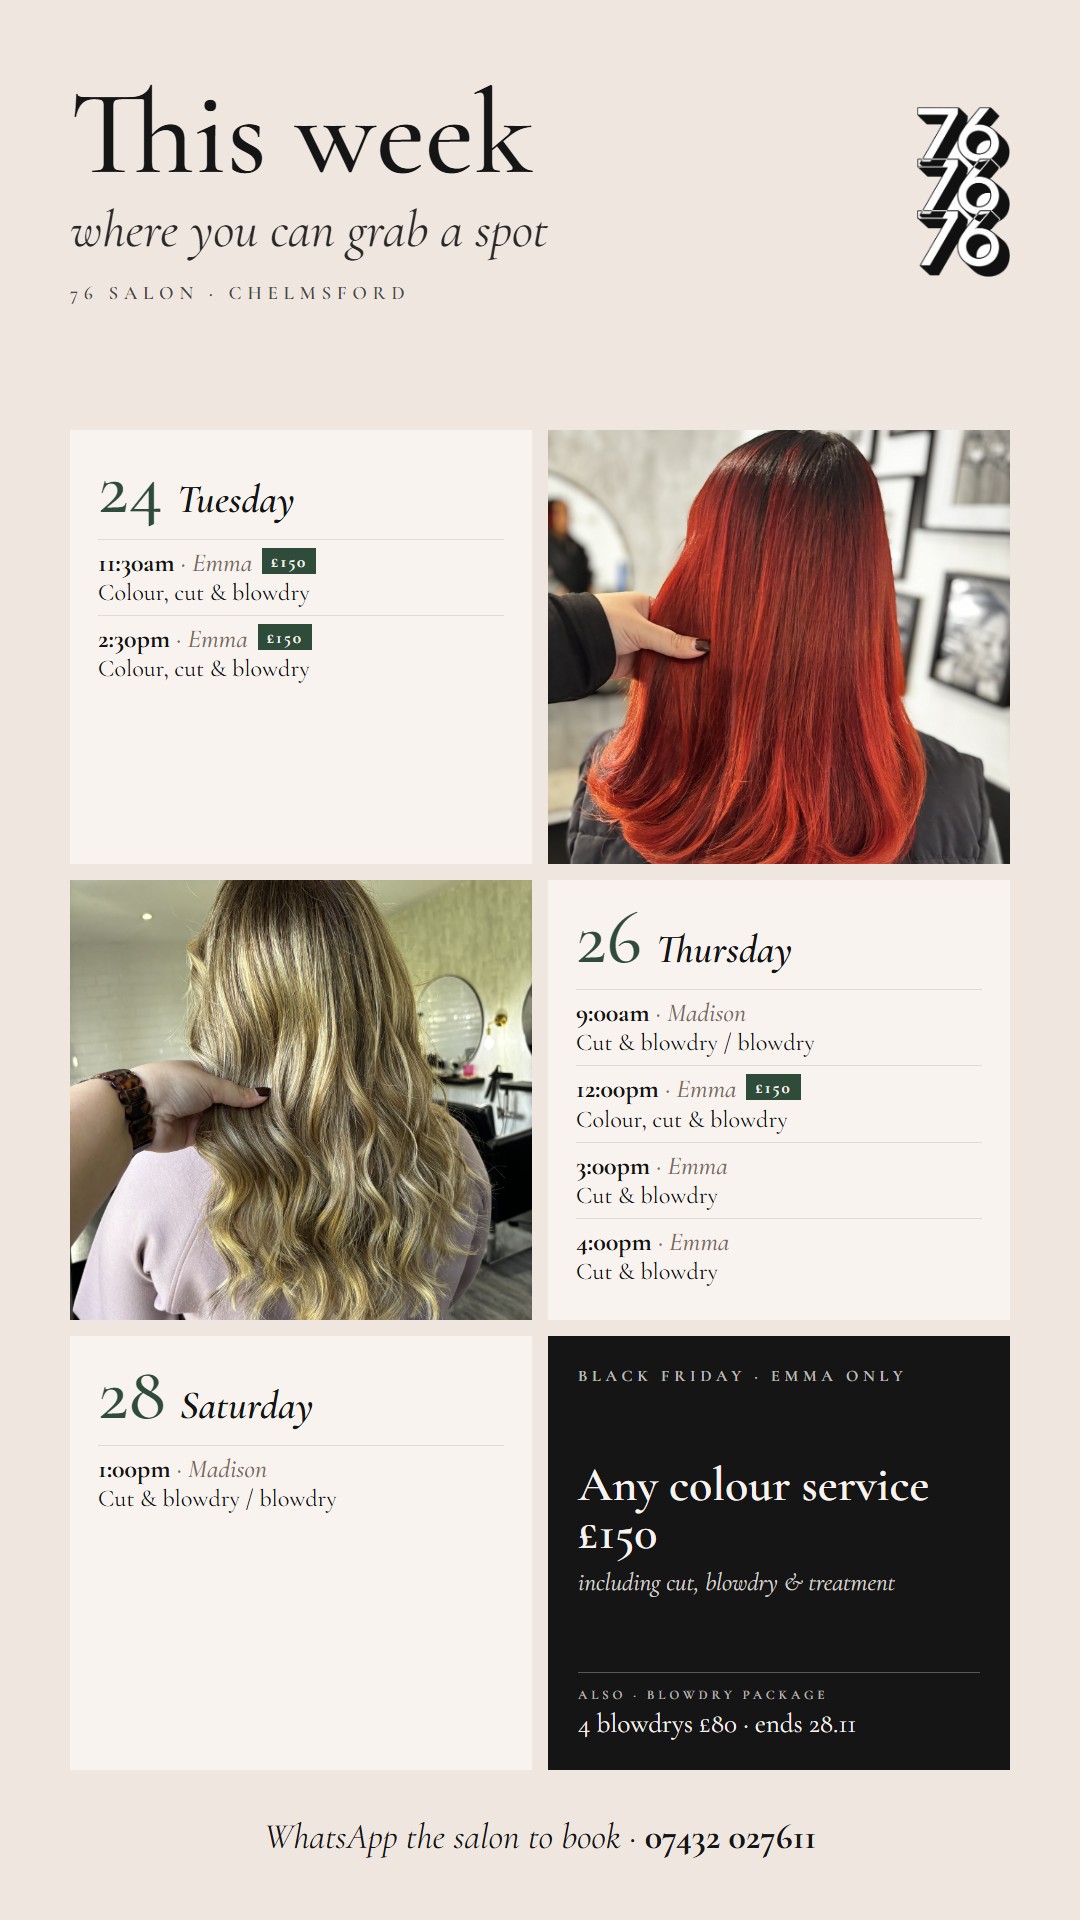 This week
where you can grab a spot
76 SALON · CHELMSFORD
76
76
76
24 Tuesday
11:30am · Emma £150
Colour, cut & blowdry
2:30pm · Emma £150
Colour, cut & blowdry
26 Thursday
9:00am · Madison
Cut & blowdry / blowdry
12:00pm · Emma £150
Colour, cut & blowdry
3:00pm · Emma
Cut & blowdry
4:00pm · Emma
Cut & blowdry
28 Saturday
1:00pm · Madison
Cut & blowdry / blowdry
BLACK FRIDAY · EMMA ONLY
Any colour service
£150
including cut, blowdry & treatment
ALSO · BLOWDRY PACKAGE
4 blowdrys £80 · ends 28.11
WhatsApp the salon to book · 07432 027611